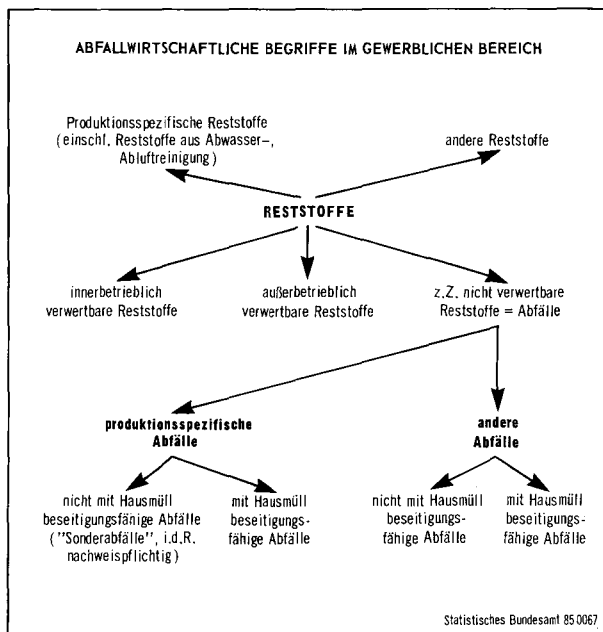 ABFALLWIRTSCHAFTLICHE BEGRIFFE IM GEWERBLICHEN BEREICH
Produktionsspezifische Reststoffe
(einschl. Reststoffe aus Abwasser-,
Abluftreinigung)
andere Reststoffe
RESTSTOFFE
innerbetrieblich
verwertbare Reststoffe
außerbetrieblich
verwertbare Reststoffe
z.Z. nicht verwertbare
Reststoffe = Abfälle
produktionsspezifische
Abfälle
andere
Abfälle
nicht mit Hausmüll
beseitigungsfänige Abfälle
("Sonderabfälle", i.d.R.
nachweispflichtig)
mit Hausmüll
beseitigungs-
fähige Abfälle
nicht mit Hausmüll
beseitigungs-
fähige Abfälle
mit Hausmüll
beseitigungs-
fähige Abfälle
Statistisches Bundesamt 85 0067